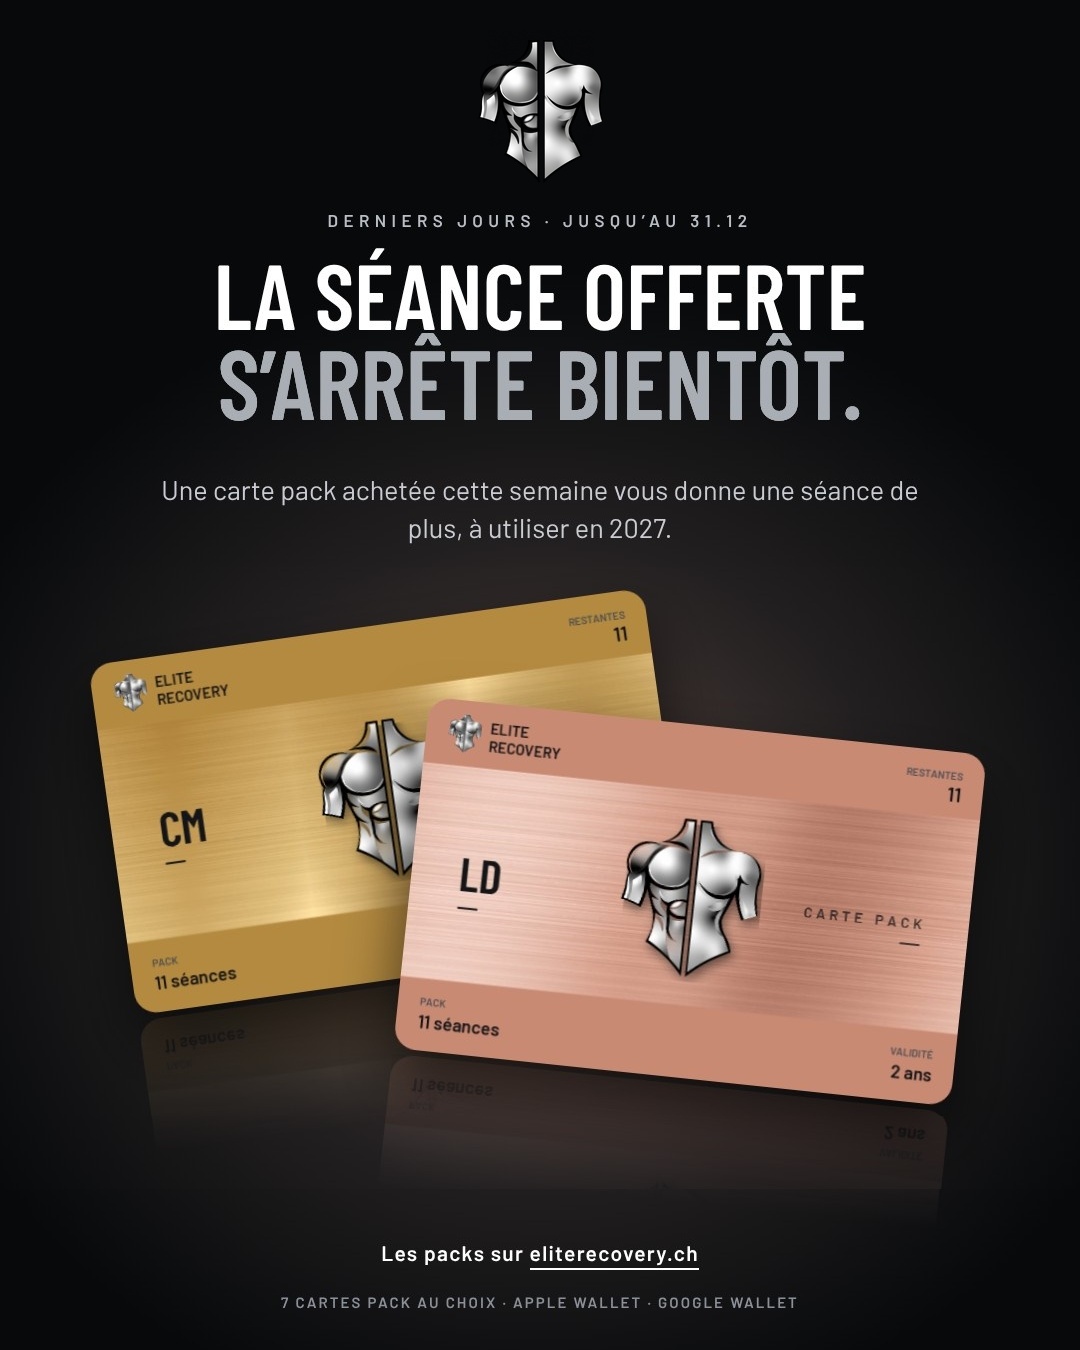 DERNIERS JOURS · JUSQU’AU 31.12
LA SÉANCE OFFERTE
S’ARRÊTE BIENTÔT.
Une carte pack achetée cette semaine vous donne une séance de
plus, à utiliser en 2027.
ELITE
RECOVERY
RESTANTES
11
CM
PACK
11 séances
ELITE
RECOVERY
RESTANTES
11
LD
CARTE PACK
PACK
11 séances
VALIDITÉ
2 ans
Les packs sur eliterecovery.ch
7 CARTES PACK AU CHOIX · APPLE WALLET · GOOGLE WALLET